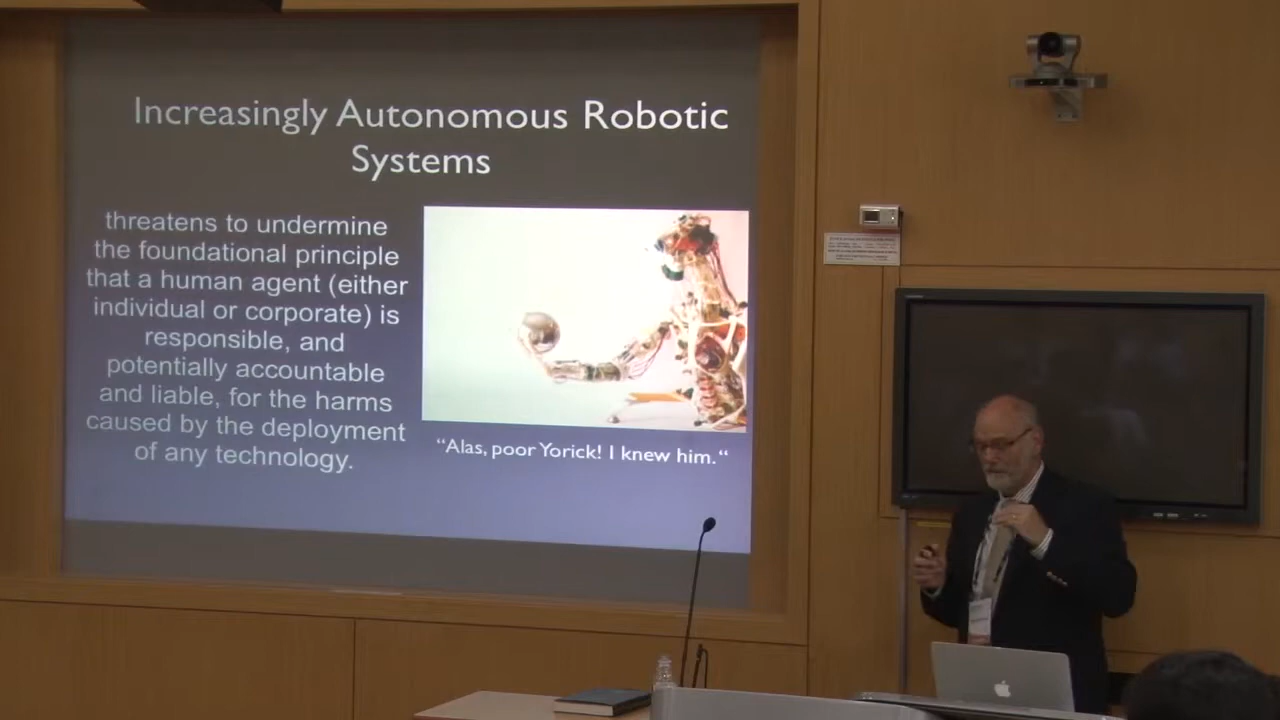 Increasingly Autonomous Robotic
Systems
threatens to undermine
the foundational principle
that a human agent (either
individual or corporate) is
responsible, and
potentially accountable
and liable, for the harms
caused by the deployment
of any technology.
“Alas, poor Yorick! I knew him.“